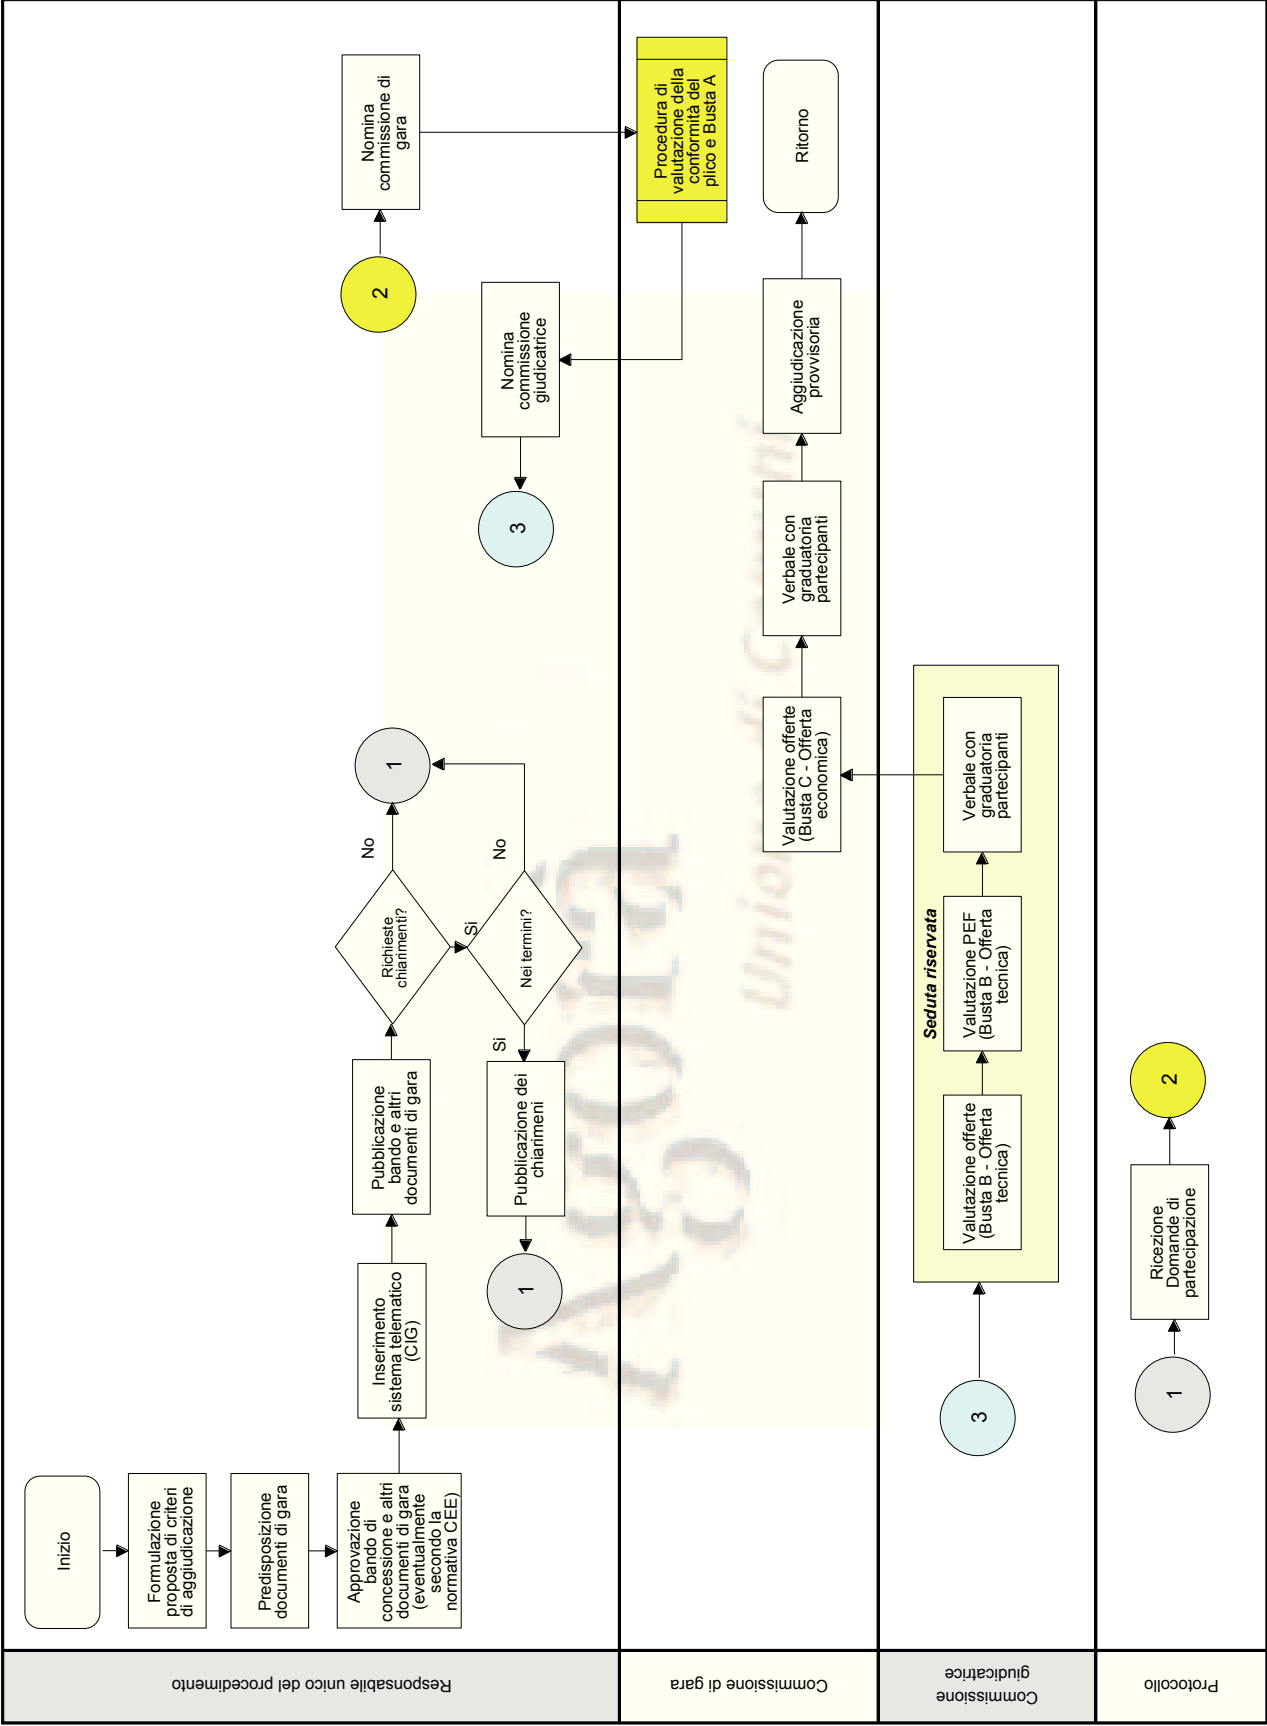 Responsabile unico del procedimento
Inizio
Formulazione
proposta di criteri
di aggiudicazione
Predisposizione
documenti di gara
Approvazione
bando di
concessione e altri
documenti di gara
(eventualmente
secondo la
normativa CEE)
Inserimento
sistema telematico
(CIG)
Pubblicazione
bando e altri
documenti di gara
Richieste
chiarimenti?
No
1
Si
Nei termini?
No
Si
Pubblicazione dei
chiarimeni
1
2
Nomina
commissione di
gara
Nomina
commissione
giudicatrice
3
Commissione di gara
Procedura di
valutazione della
conformità del
plico e Busta A
Valutazione offerte
(Busta C - Offerta
economica)
Verbale con
graduatoria
partecipanti
Aggiudicazione
provvisoria
Ritorno
Commissione
giudicatrice
3
Seduta riservata
Valutazione offerte
(Busta B - Offerta
tecnica)
Valutazione PEF
(Busta B - Offerta
tecnica)
Verbale con
graduatoria
partecipanti
Protocollo
1
Ricezione
Domande di
partecipazione
2
Agorà
Unione di Comuni